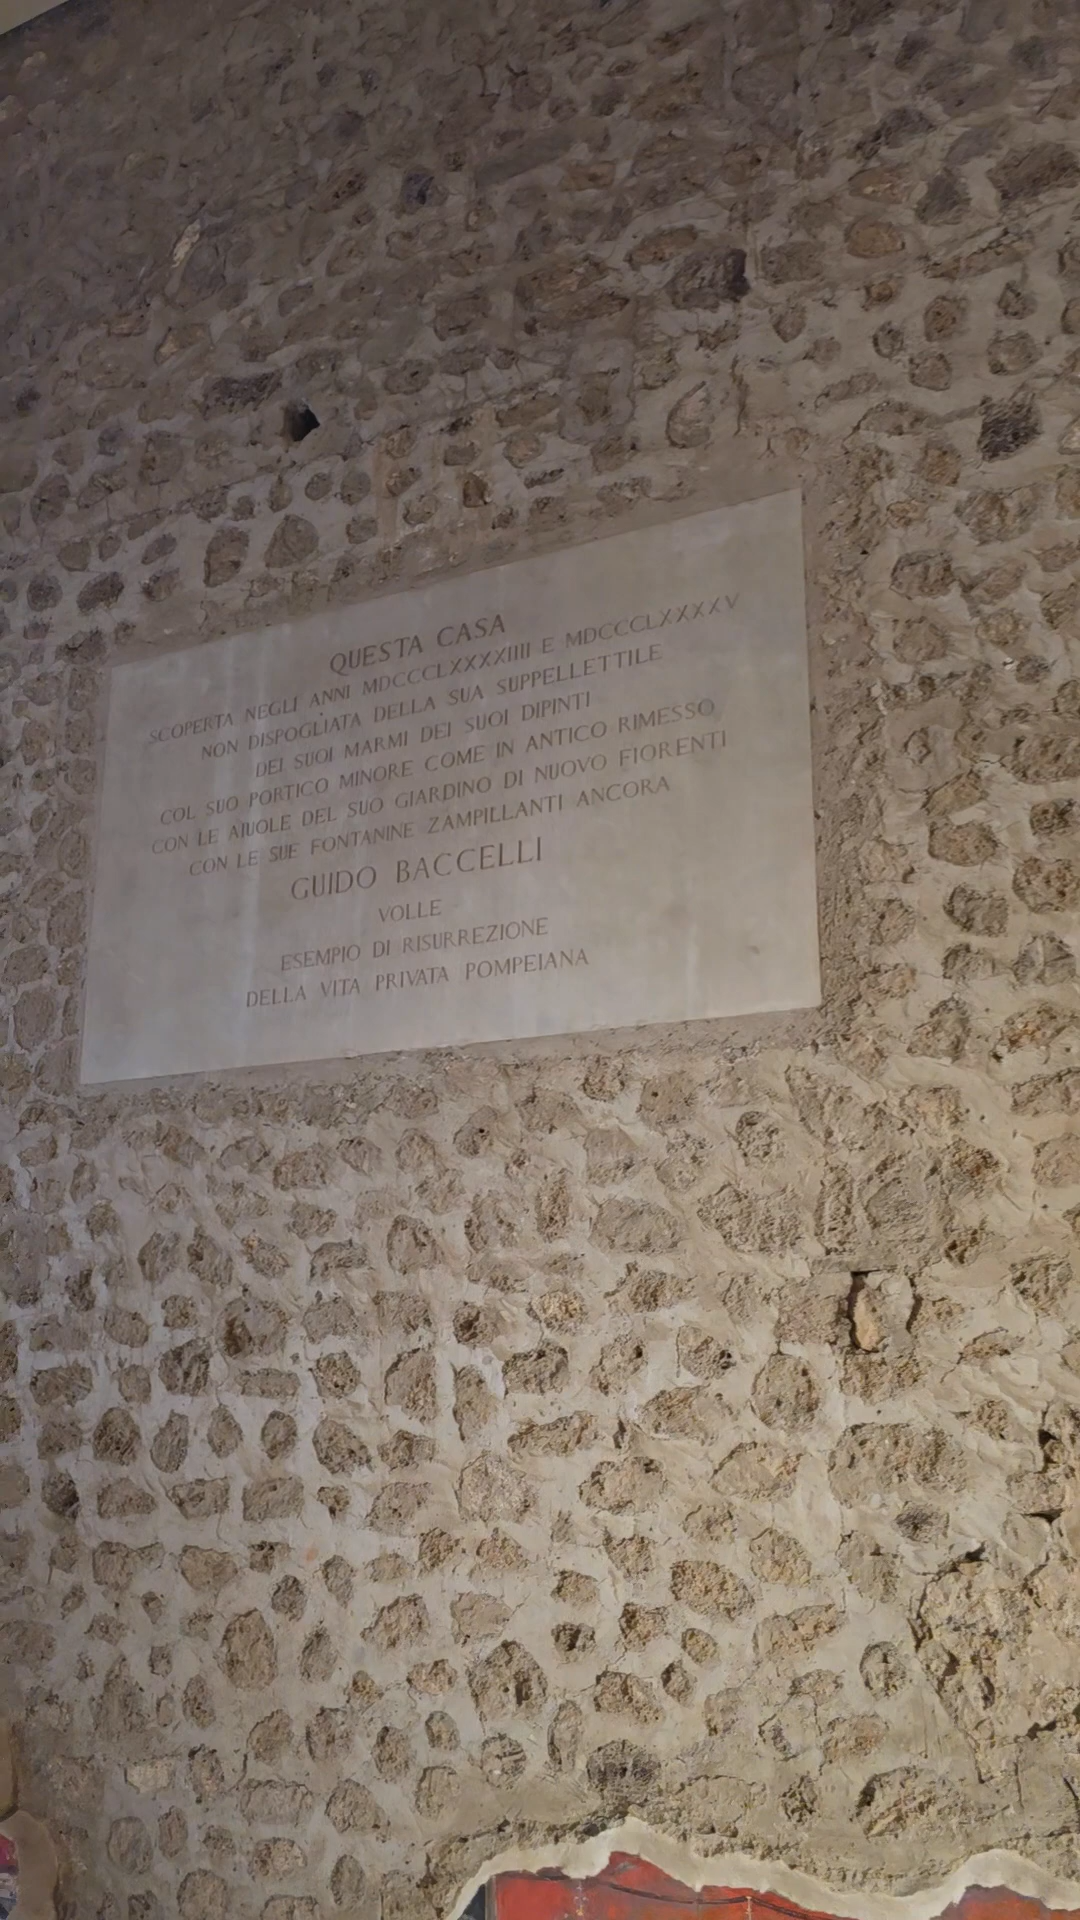 QUESTA CASA
SCOPERTA NEGLI ANNI MDCCCLXXXXIIII E MDCCCLXXXXV
NON DISPOGLIATA DELLA SUA SUPPELLETTILE
DEI SUOI MARMI DEI SUOI DIPINTI
COL SUO PORTICO MINORE COME IN ANTICO RIMESSO
CON LE AIUOLE DEL SUO GIARDINO DI NUOVO FIORENTI
CON LE SUE FONTANINE ZAMPILLANTI ANCORA
GUIDO BACCELLI
VOLLE
ESEMPIO DI RISURREZIONE
DELLA VITA PRIVATA POMPEIANA